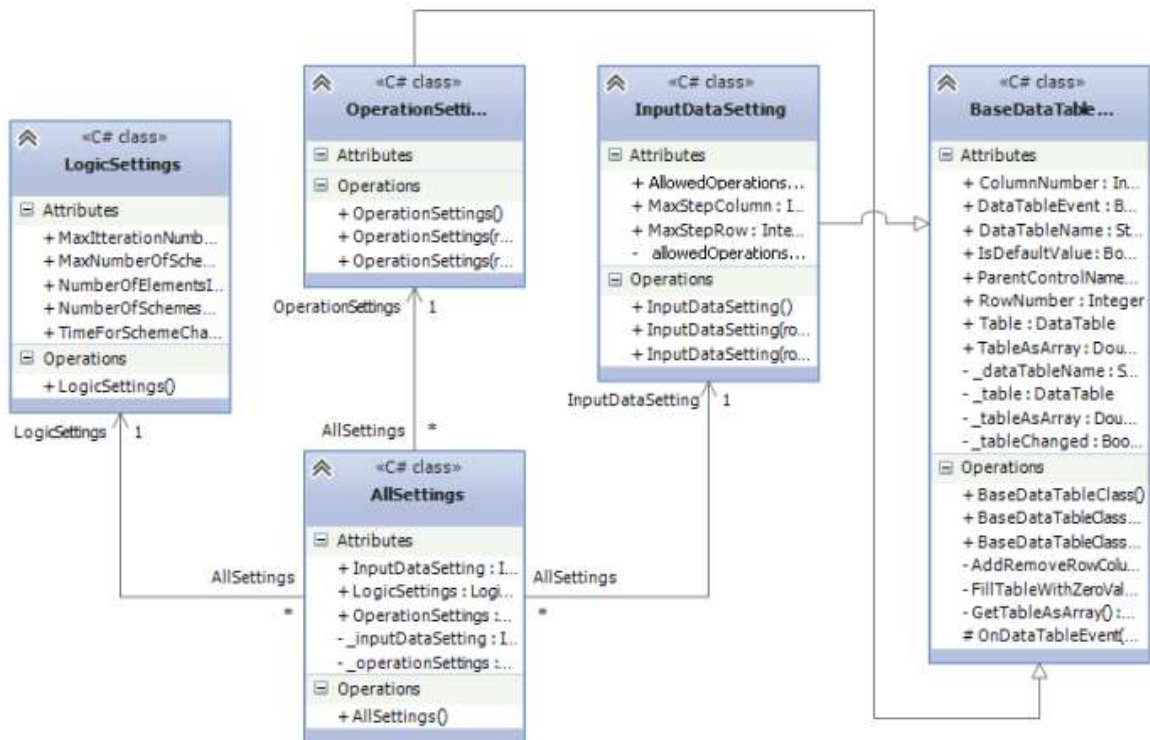 «C# class»
LogicSettings
Attributes
+ MaxItterationNumb...
+ MaxNumberOfSche...
+ NumberOfElementsI...
+ NumberOfSchemes...
+ TimeForSchemeCha...
Operations
+ LogicSettings()
LogicSettings 1
«C# class»
OperationSetti...
Attributes
Operations
+ OperationSettings()
+ OperationSettings(r...
+ OperationSettings(r...
OperationSettings 1
«C# class»
InputDataSetting
Attributes
+ AllowedOperations...
+ MaxStepColumn : I...
+ MaxStepRow : Inte...
- _allowedOperations...
Operations
+ InputDataSetting()
+ InputDataSetting(ro...
+ InputDataSetting(ro...
InputDataSetting 1
«C# class»
BaseDataTable...
Attributes
+ ColumnNumber : In...
+ DataTableEvent : B...
+ DataTableName : St...
+ IsDefaultValue : Bo...
+ ParentControlName...
+ RowNumber : Integer
+ Table : DataTable
+ TableAsArray : Dou...
- _dataTableName : S...
- _table : DataTable
- _tableAsArray : Dou...
- _tableChanged : Boo...
Operations
+ BaseDataTableClass()
+ BaseDataTableClass...
+ BaseDataTableClass...
- AddRemoveRowColu...
- FillTableWithZeroVal...
- GetTableAsArray() :...
# OnDataTableEvent(...
AllSettings *
«C# class»
AllSettings
Attributes
+ InputDataSetting : I...
+ LogicSettings : Logi...
+ OperationSettings :...
- _inputDataSetting : I...
- _operationSettings :...
Operations
+ AllSettings()
AllSettings
*
AllSettings
*